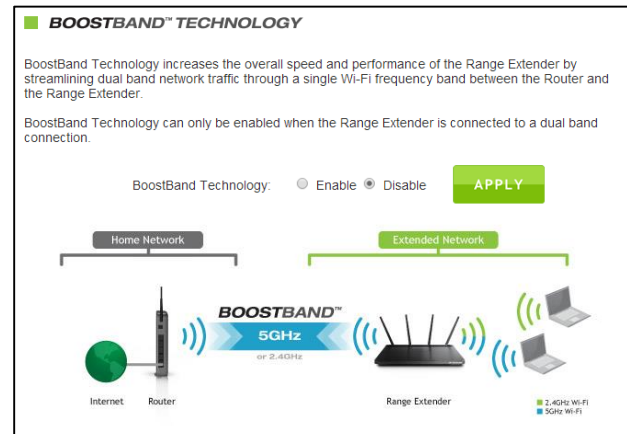 BOOSTBAND™ TECHNOLOGY
BoostBand Technology increases the overall speed and performance of the Range Extender by
streamlining dual band network traffic through a single Wi-Fi frequency band between the Router and
the Range Extender.
BoostBand Technology can only be enabled when the Range Extender is connected to a dual band
connection.
BoostBand Technology: Enable Disable APPLY
Home Network Extended Network
BOOSTBAND™
5GHz
or 2.4GHz
Internet Router Range Extender
2.4GHz Wi-Fi
5GHz Wi-Fi